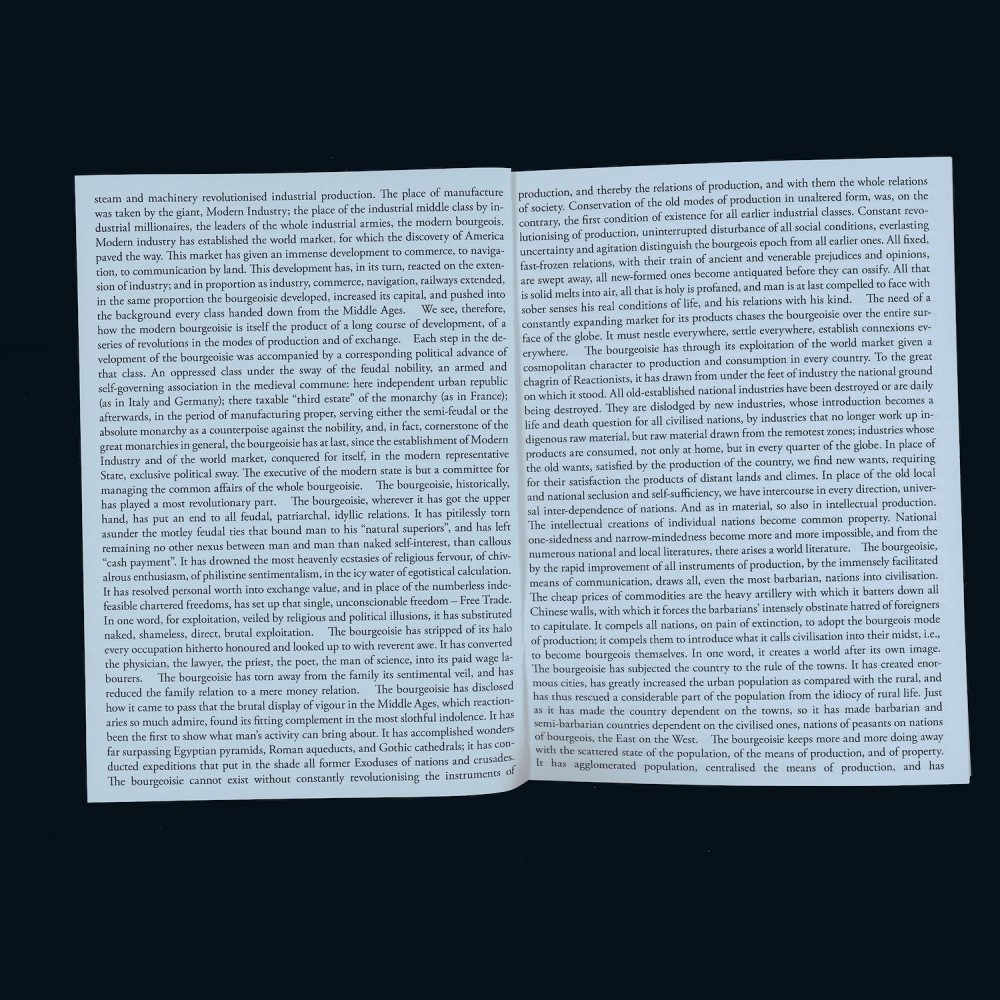 steam and machinery revolutionised industrial production. The place of manufacture
was taken by the giant, Modern Industry; the place of the industrial middle class by in-
dustrial millionaires, the leaders of the whole industrial armies, the modern bourgeois.
Modern industry has established the world market, for which the discovery of America
paved the way. This market has given an immense development to commerce, to naviga-
tion, to communication by land. This development has, in its turn, reacted on the exten-
sion of industry; and in proportion as industry, commerce, navigation, railways extended,
in the same proportion the bourgeoisie developed, increased its capital, and pushed into
the background every class handed down from the Middle Ages. We see, therefore,
how the modern bourgeoisie is itself the product of a long course of development, of a
series of revolutions in the modes of production and of exchange. Each step in the de-
velopment of the bourgeoisie was accompanied by a corresponding political advance of
that class. An oppressed class under the sway of the feudal nobility, an armed and
self-governing association in the medieval commune: here independent urban republic
(as in Italy and Germany); there taxable “third estate” of the monarchy (as in France);
afterwards, in the period of manufacturing proper, serving either the semi-feudal or the
absolute monarchy as a counterpoise against the nobility, and, in fact, cornerstone of the
great monarchies in general, the bourgeoisie has at last, since the establishment of Modern
Industry and of the world market, conquered for itself, in the modern representative
State, exclusive political sway. The executive of the modern state is but a committee for
managing the common affairs of the whole bourgeoisie. The bourgeoisie, historically,
has played a most revolutionary part. The bourgeoisie, wherever it has got the upper
hand, has put an end to all feudal, patriarchal, idyllic relations. It has pitilessly torn
asunder the motley feudal ties that bound man to his “natural superiors”, and has left
remaining no other nexus between man and man than naked self-interest, than callous
“cash payment”. It has drowned the most heavenly ecstasies of religious fervour, of chiv-
alrous enthusiasm, of philistine sentimentalism, in the icy water of egotistical calculation.
It has resolved personal worth into exchange value, and in place of the numberless inde-
feasible chartered freedoms, has set up that single, unconscionable freedom – Free Trade.
In one word, for exploitation, veiled by religious and political illusions, it has substituted
naked, shameless, direct, brutal exploitation. The bourgeoisie has stripped of its halo
every occupation hitherto honoured and looked up to with reverent awe. It has converted
the physician, the lawyer, the priest, the poet, the man of science, into its paid wage la-
bourers. The bourgeoisie has torn away from the family its sentimental veil, and has
reduced the family relation to a mere money relation. The bourgeoisie has disclosed
how it came to pass that the brutal display of vigour in the Middle Ages, which reaction-
aries so much admire, found its fitting complement in the most slothful indolence. It has
been the first to show what man’s activity can bring about. It has accomplished wonders
far surpassing Egyptian pyramids, Roman aqueducts, and Gothic cathedrals; it has con-
ducted expeditions that put in the shade all former Exoduses of nations and crusades.
The bourgeoisie cannot exist without constantly revolutionising the instruments of
production, and thereby the relations of production, and with them the whole relations
of society. Conservation of the old modes of production in unaltered form, was, on the
contrary, the first condition of existence for all earlier industrial classes. Constant revo-
lutionising of production, uninterrupted disturbance of all social conditions, everlasting
uncertainty and agitation distinguish the bourgeois epoch from all earlier ones. All fixed,
fast-frozen relations, with their train of ancient and venerable prejudices and opinions,
are swept away, all new-formed ones become antiquated before they can ossify. All that
is solid melts into air, all that is holy is profaned, and man is at last compelled to face with
sober senses his real conditions of life, and his relations with his kind. The need of a
constantly expanding market for its products chases the bourgeoisie over the entire sur-
face of the globe. It must nestle everywhere, settle everywhere, establish connexions ev-
erywhere. The bourgeoisie has through its exploitation of the world market given a
cosmopolitan character to production and consumption in every country. To the great
chagrin of Reactionists, it has drawn from under the feet of industry the national ground
on which it stood. All old-established national industries have been destroyed or are daily
being destroyed. They are dislodged by new industries, whose introduction becomes a
life and death question for all civilised nations, by industries that no longer work up in-
digenous raw material, but raw material drawn from the remotest zones; industries whose
products are consumed, not only at home, but in every quarter of the globe. In place of
the old wants, satisfied by the production of the country, we find new wants, requiring
for their satisfaction the products of distant lands and climes. In place of the old local
and national seclusion and self-sufficiency, we have intercourse in every direction, univer-
sal inter-dependence of nations. And as in material, so also in intellectual production.
The intellectual creations of individual nations become common property. National
one-sidedness and narrow-mindedness become more and more impossible, and from the
numerous national and local literatures, there arises a world literature. The bourgeoisie,
by the rapid improvement of all instruments of production, by the immensely facilitated
means of communication, draws all, even the most barbarian, nations into civilisation.
The cheap prices of commodities are the heavy artillery with which it batters down all
Chinese walls, with which it forces the barbarians’ intensely obstinate hatred of foreigners
to capitulate. It compels all nations, on pain of extinction, to adopt the bourgeois mode
of production; it compels them to introduce what it calls civilisation into their midst, i.e.,
to become bourgeois themselves. In one word, it creates a world after its own image.
The bourgeoisie has subjected the country to the rule of the towns. It has created enor-
mous cities, has greatly increased the urban population as compared with the rural, and
has thus rescued a considerable part of the population from the idiocy of rural life. Just
as it has made the country dependent on the towns, so it has made barbarian and
semi-barbarian countries dependent on the civilised ones, nations of peasants on nations
of bourgeois, the East on the West. The bourgeoisie keeps more and more doing away
with the scattered state of the population, of the means of production, and of property.
It has agglomerated population, centralised the means of production, and has